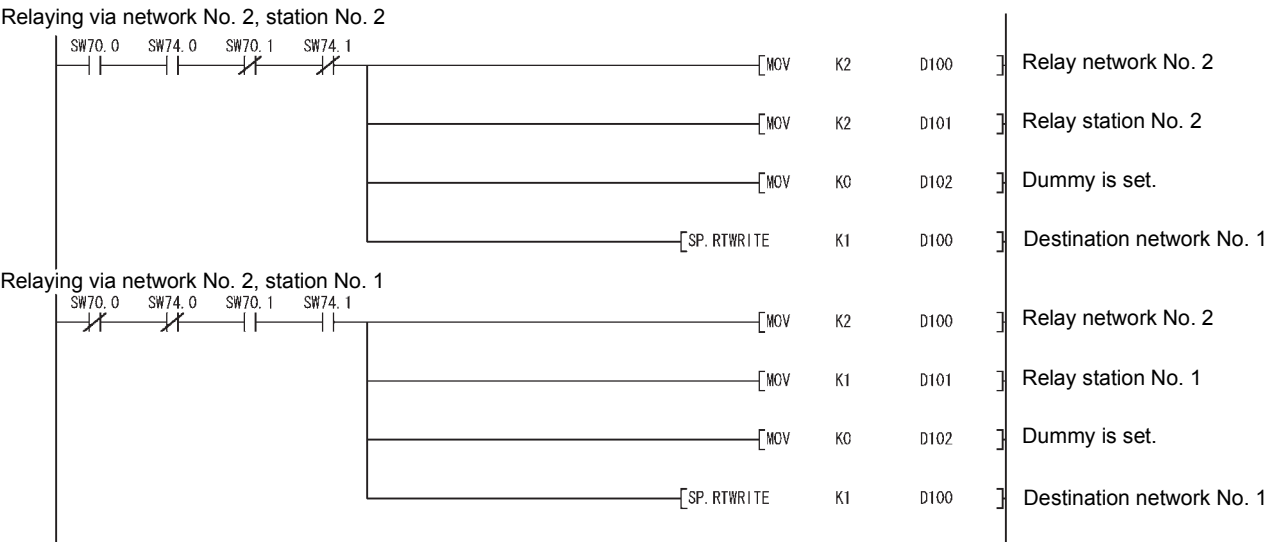 Relaying via network No. 2, station No. 2
SW70.0 SW74.0 SW70.1 SW74.1
MOV K2 D100 Relay network No. 2
MOV K2 D101 Relay station No. 2
MOV K0 D102 Dummy is set.
SP.RTWRITE K1 D100 Destination network No. 1
Relaying via network No. 2, station No. 1
SW70.0 SW74.0 SW70.1 SW74.1
MOV K2 D100 Relay network No. 2
MOV K1 D101 Relay station No. 1
MOV K0 D102 Dummy is set.
SP.RTWRITE K1 D100 Destination network No. 1